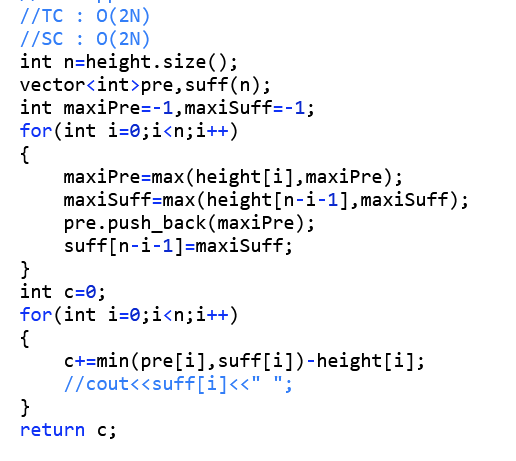 //TC : O(2N)
//SC : O(2N)
int n=height.size();
vector<int>pre,suff(n);
int maxiPre=-1,maxiSuff=-1;
for(int i=0;i<n;i++)
{
    maxiPre=max(height[i],maxiPre);
    maxiSuff=max(height[n-i-1],maxiSuff);
    pre.push_back(maxiPre);
    suff[n-i-1]=maxiSuff;
}
int c=0;
for(int i=0;i<n;i++)
{
    c+=min(pre[i],suff[i])-height[i];
    //cout<<suff[i]<<" ";
}
return c;